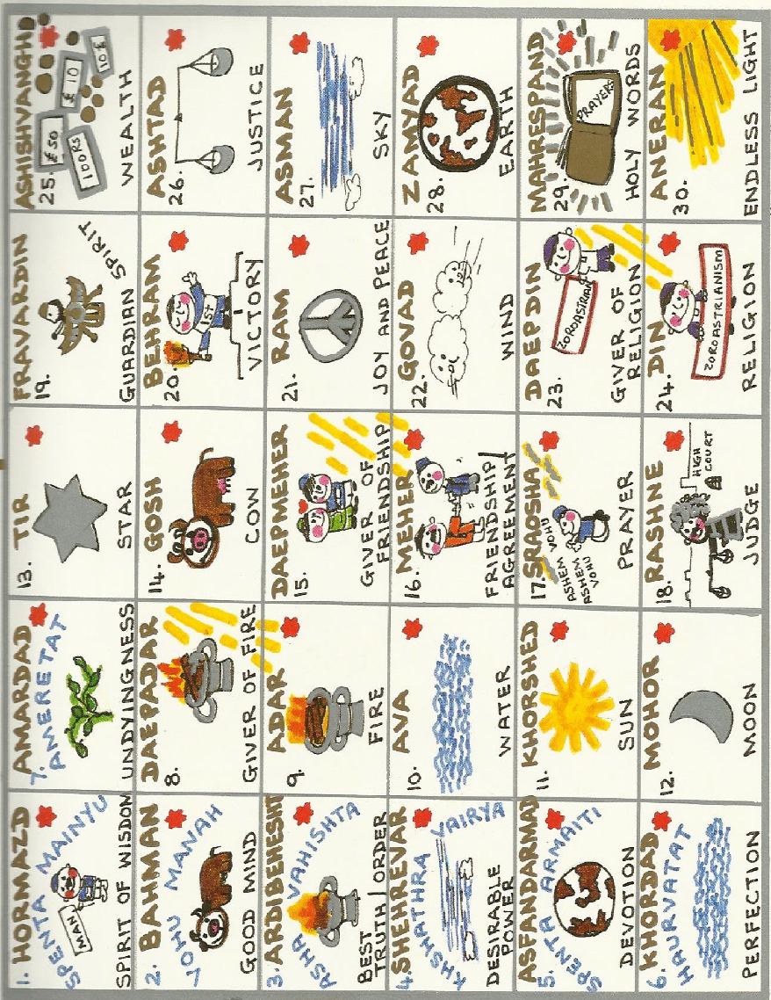 1. HORMAZD
SPENTA MAINYU
MAN
SPIRIT OF WISDOM
2. BAHMAN
VOHU MANAH
GOOD MIND
3. ARDIBEHESHT
ASHA VAHISHTA
BEST
TRUTH/ORDER
4. SHEHREVAR
KHSHATHRA VAIRYA
DESIRABLE
POWER
ASFANDARMAD
5. SPENTA ARMAITI
DEVOTION
KHORDAD
6. HAURVATAT
PERFECTION
AMARDAD
7. AMERETAT
UNDYINGNESS
DAEPADAR
8.
GIVER OF FIRE
ADAR
9.
FIRE
10. AVA
WATER
11. KHORSHED
SUN
12. MOHOR
MOON
13. TIR
STAR
14. GOSH
COW
DAEPMEHER
15.
GIVER OF
FRIENDSHIP
16. MEHER
FRIENDSHIP/
AGREEMENT
17. SRAOSHA
ASHEM VOHU
ASHEM
VOHU
PRAYER
18. RASHNE
HIGH
COURT
JUDGE
FRAVARDIN
19.
GUARDIAN SPIRIT
BEHRAM
20.
1ST
VICTORY
21. RAM
JOY AND PEACE
22. GOVAD
WIND
DAEPDIN
23.
ZOROASTRIAN
GIVER OF
RELIGION
24. DIN
ZOROASTRIANISM
RELIGION
ASHISHVANGH
25.
£50
£10
£10
100RS
WEALTH
ASHTAD
26.
JUSTICE
ASMAN
27.
SKY
ZAMYAD
28.
EARTH
MAHRESPAND
29.
PRAYERS
HOLY WORDS
ANERAN
30.
ENDLESS LIGHT